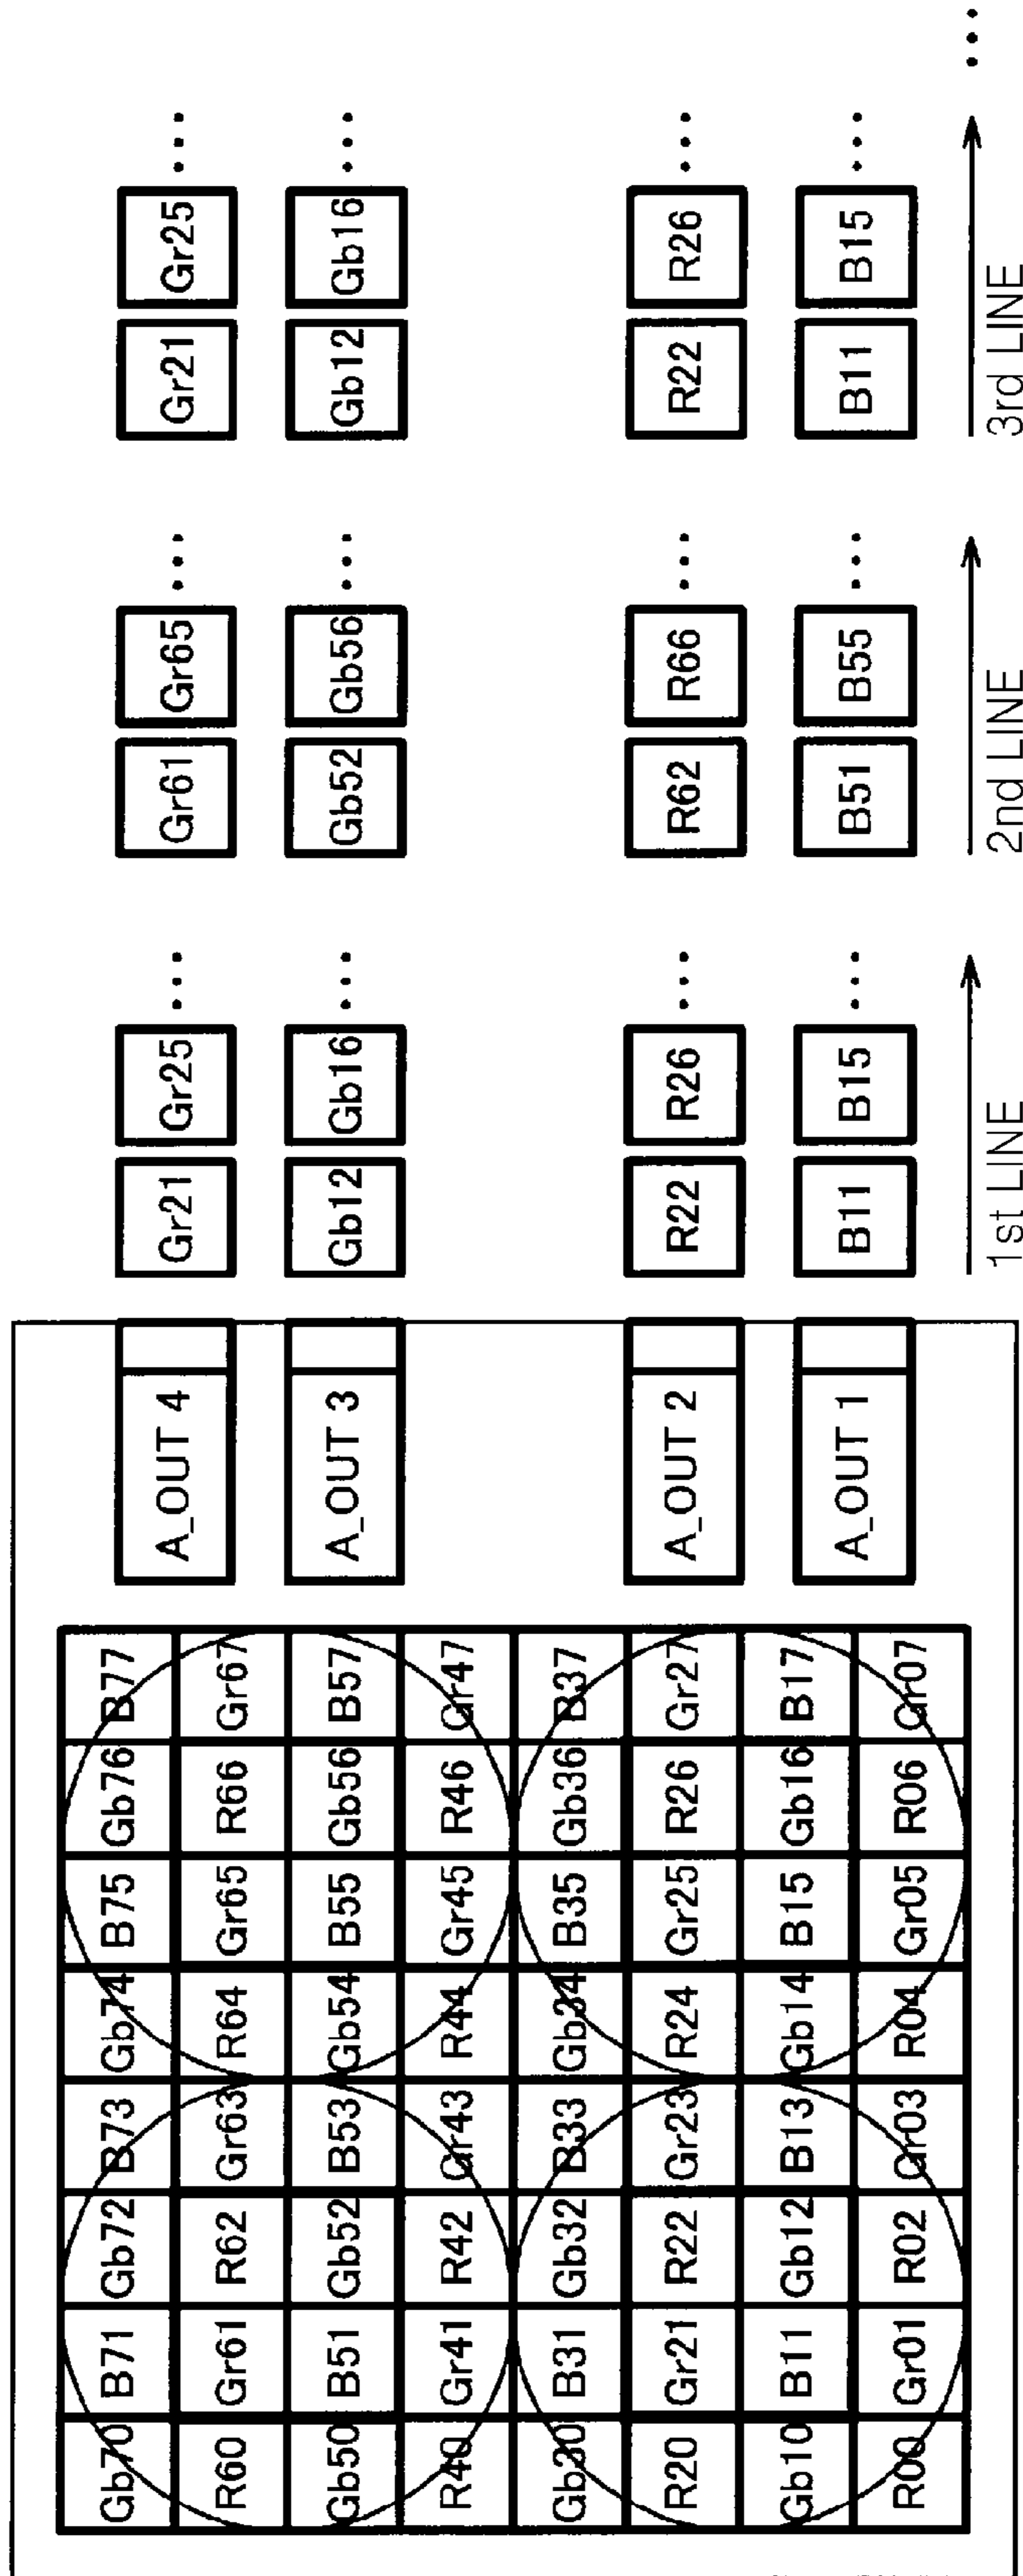 Gb70 B71 Gb72 B73 Gb74 B75 Gb76 B77
R60 Gr61 R62 Gr63 R64 Gr65 R66 Gr67
Gb50 B51 Gb52 B53 Gb54 B55 Gb56 B57
R40 Gr41 R42 Gr43 R44 Gr45 R46 Gr47
Gb30 B31 Gb32 B33 Gb34 B35 Gb36 B37
R20 Gr21 R22 Gr23 R24 Gr25 R26 Gr27
Gb10 B11 Gb12 B13 Gb14 B15 Gb16 B17
R00 Gr01 R02 Gr03 R04 Gr05 R06 Gr07
A_OUT 4 Gr21 Gr25 ... Gr61 Gr65 ... Gr21 Gr25 ...
A_OUT 3 Gb12 Gb16 ... Gb52 Gb56 ... Gb12 Gb16 ...
A_OUT 2 R22 R26 ... R62 R66 ... R22 R26 ...
A_OUT 1 B11 B15 ... B51 B55 ... B11 B15 ...
1st LINE 2nd LINE 3rd LINE ...